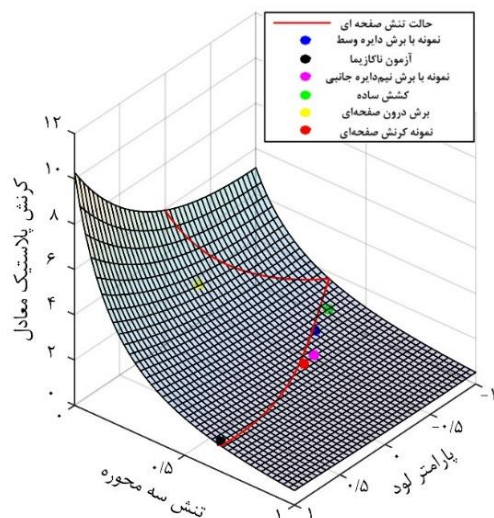 حالت تنش صفحه ای
نمونه با برش دایره وسط
آزمون ناکازیما
نمونه با برش نیم‌دایره جانبی
کشش ساده
برش درون صفحه‌ای
نمونه کرنش صفحه‌ای
کرنش پلاستیک معادل
۱۲
۱۰
۸
۶
۴
۲
۰
۰
۰/۵
۱
تنش سه محوره
۱
۰/۵
۰
-۰/۵
-۱
پارامتر لود